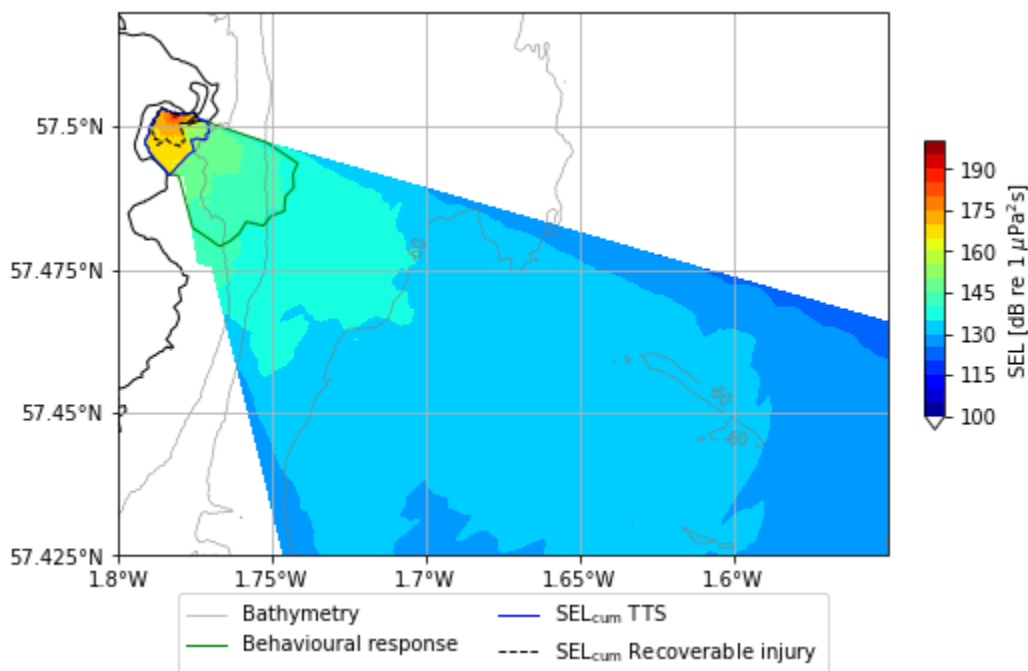 57.5°N
57.475°N
57.45°N
57.425°N
1.8°W
1.75°W
1.7°W
1.65°W
1.6°W
50
60
-60
190
175
160
145
130
115
100
SEL [dB re 1 μPa²s]
Bathymetry
Behavioural response
SELcum TTS
SELcum Recoverable injury